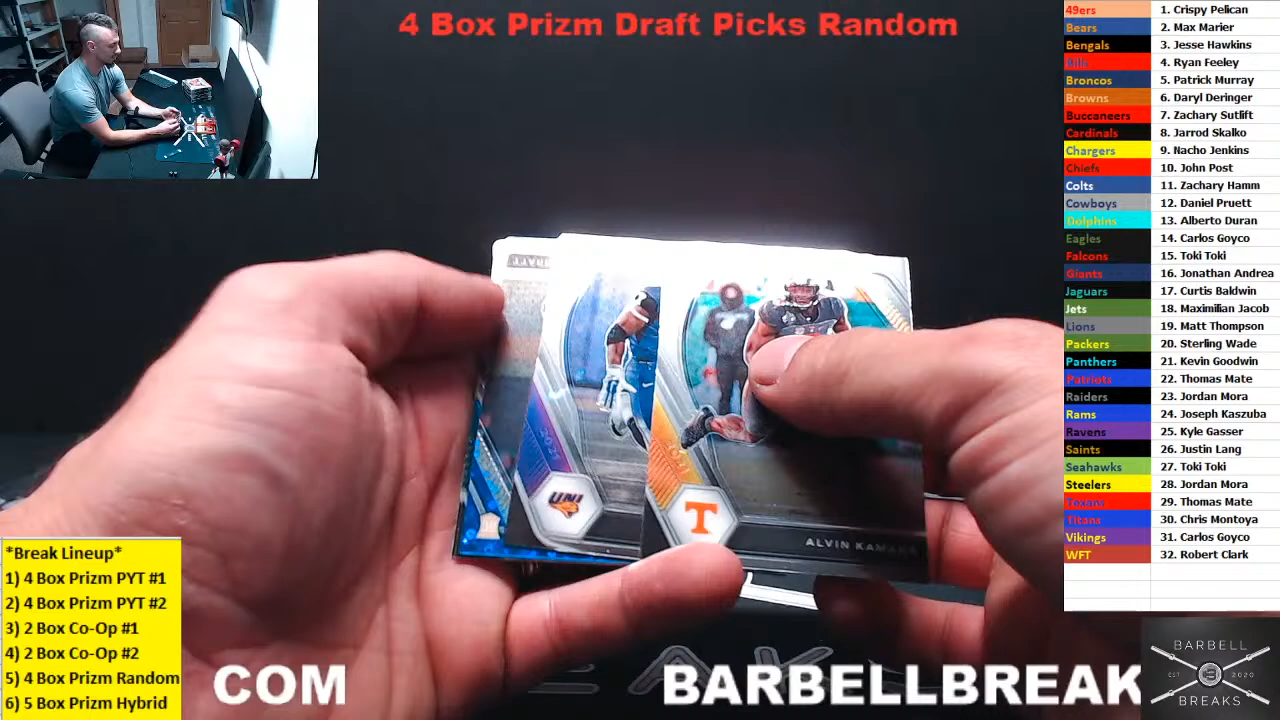 4 Box Prizm Draft Picks Random
49ers 1. Crispy Pelican
Bears 2. Max Marier
Bengals 3. Jesse Hawkins
Bills 4. Ryan Feeley
Broncos 5. Patrick Murray
Browns 6. Daryl Deringer
Buccaneers 7. Zachary Sutlift
Cardinals 8. Jarrod Skalko
Chargers 9. Nacho Jenkins
Chiefs 10. John Post
Colts 11. Zachary Hamm
Cowboys 12. Daniel Pruett
Dolphins 13. Alberto Duran
Eagles 14. Carlos Goyco
Falcons 15. Toki Toki
Giants 16. Jonathan Andrea
Jaguars 17. Curtis Baldwin
Jets 18. Maximilian Jacob
Lions 19. Matt Thompson
Packers 20. Sterling Wade
Panthers 21. Kevin Goodwin
Patriots 22. Thomas Mate
Raiders 23. Jordan Mora
Rams 24. Joseph Kaszuba
Ravens 25. Kyle Gasser
Saints 26. Justin Lang
Seahawks 27. Toki Toki
Steelers 28. Jordan Mora
Texans 29. Thomas Mate
Titans 30. Chris Montoya
Vikings 31. Carlos Goyco
WFT 32. Robert Clark
UNI
T
ALVIN
*Break Lineup*
1) 4 Box Prizm PYT #1
2) 4 Box Prizm PYT #2
3) 2 Box Co-Op #1
4) 2 Box Co-Op #2
5) 4 Box Prizm Random
6) 5 Box Prizm Hybrid
COM BARBELLBREAK
BARBELL
EST 2020
BREAKS